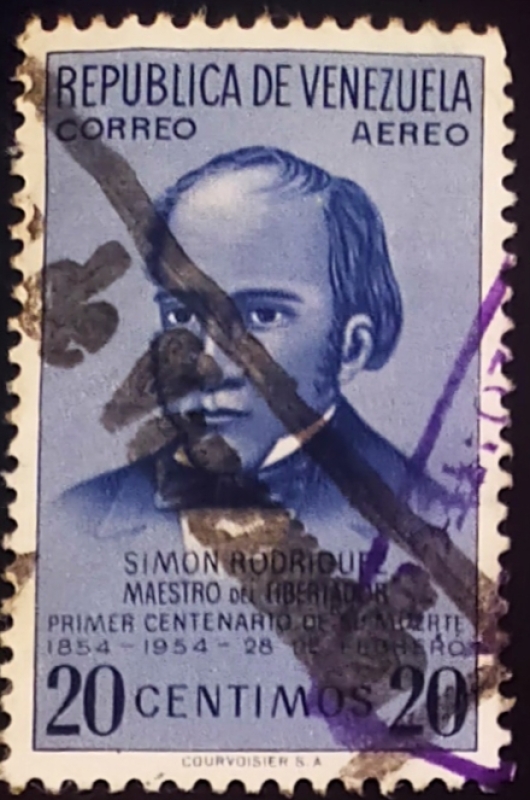 REPUBLICA DE VENEZUELA
CORREO AEREO
SIMON RODRIGUEZ
MAESTRO DEL LIBERTADOR
PRIMER CENTENARIO DE SU MUERTE
1854 - 1954 - 28 DE FEBRERO
20 CENTIMOS 20
COURVOISIER S.A